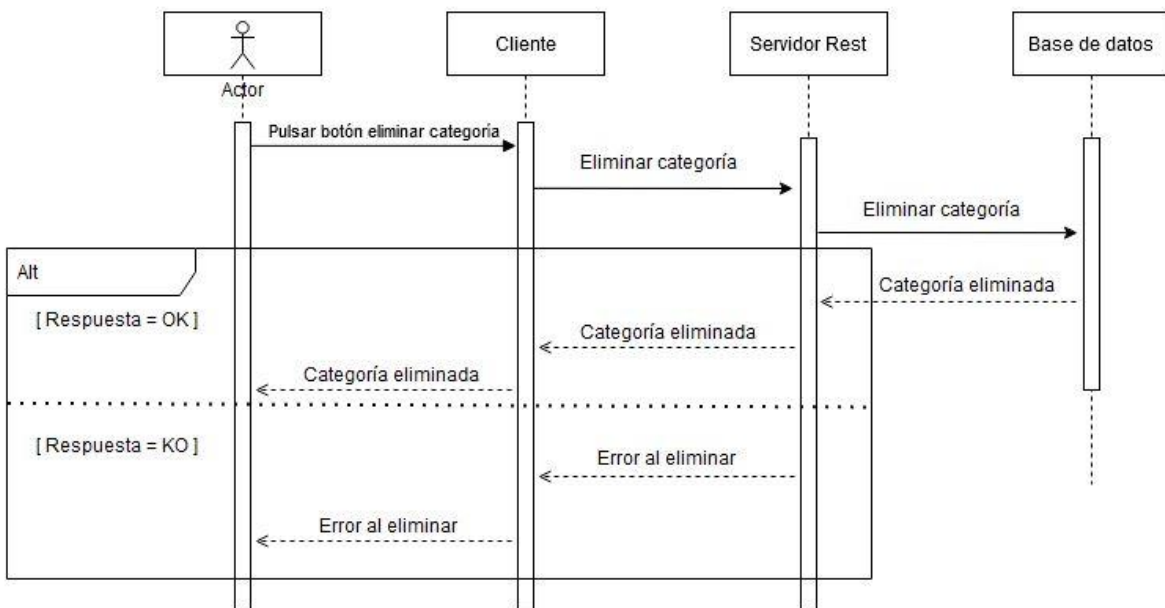 Cliente
Servidor Rest
Base de datos
Actor
Pulsar botón eliminar categoría
Eliminar categoría
Eliminar categoría
Alt
Categoría eliminada
[ Respuesta = OK ]
Categoría eliminada
Categoría eliminada
[ Respuesta = KO ]
Error al eliminar
Error al eliminar